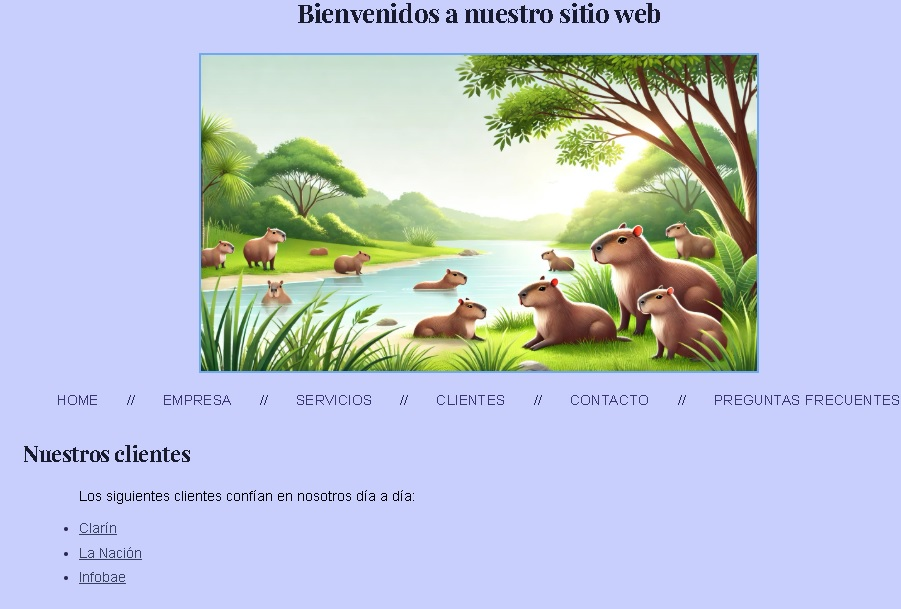 Bienvenidos a nuestro sitio web
HOME // EMPRESA // SERVICIOS // CLIENTES // CONTACTO // PREGUNTAS FRECUENTES
Nuestros clientes
Los siguientes clientes confían en nosotros día a día:
• Clarín
• La Nación
• Infobae